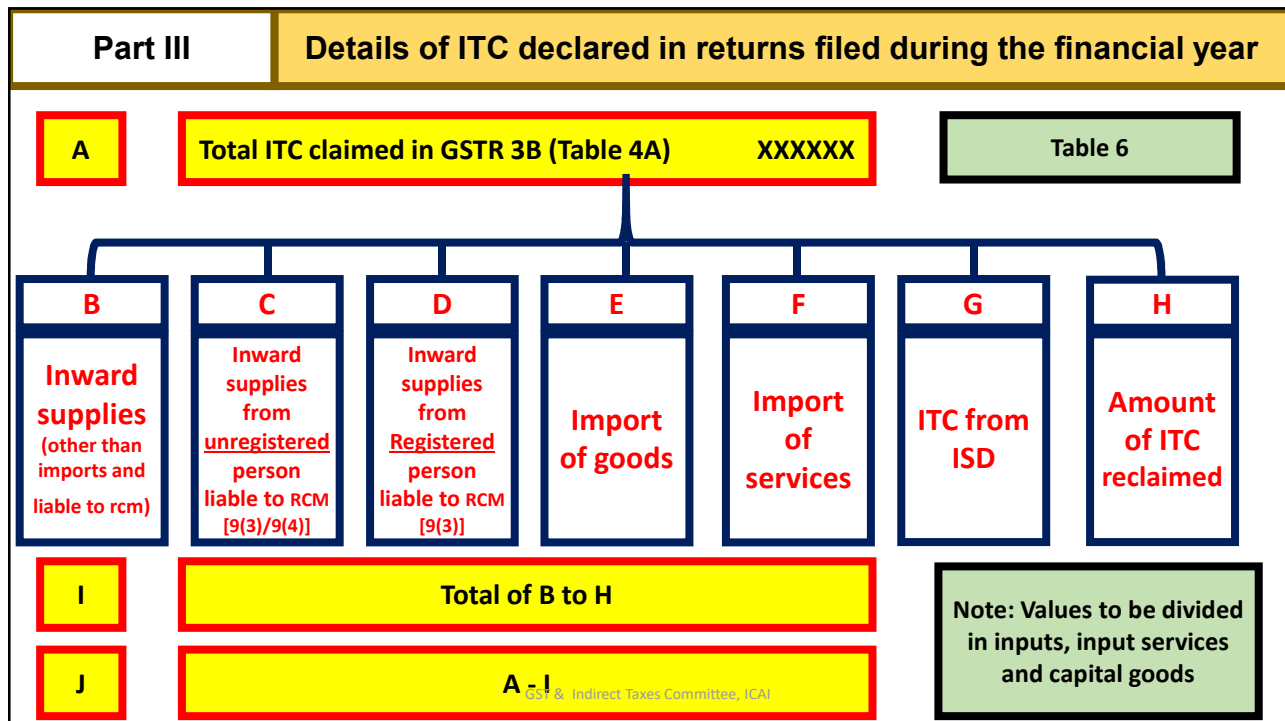 Part III
Details of ITC declared in returns filed during the financial year
A
Total ITC claimed in GSTR 3B (Table 4A) XXXXXX
Table 6
B
Inward
supplies
(other than
imports and
liable to rcm)
C
Inward
supplies
from
unregistered
person
liable to RCM
[9(3)/9(4)]
D
Inward
supplies
from
Registered
person
liable to RCM
[9(3)]
E
Import
of goods
F
Import
of
services
G
ITC from
ISD
H
Amount
of ITC
reclaimed
I
Total of B to H
Note: Values to be divided
in inputs, input services
and capital goods
J
A - I
GST & Indirect Taxes Committee, ICAI